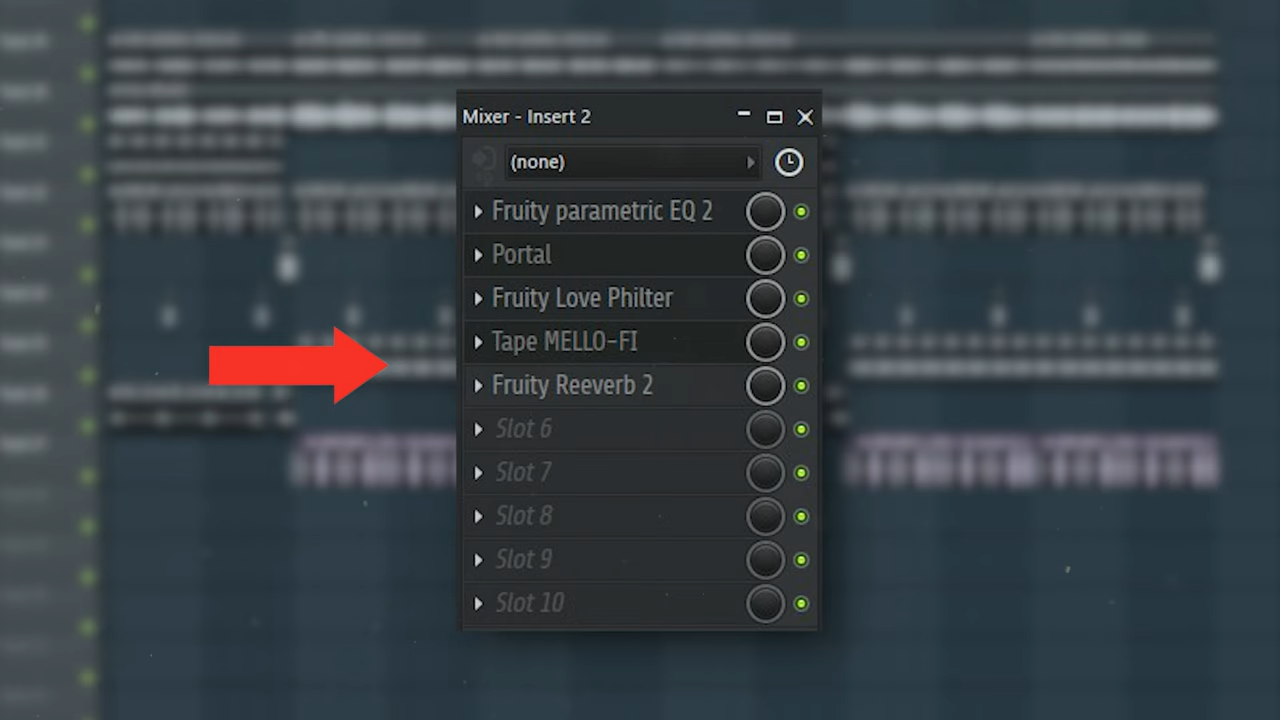 Mixer - Insert 2
(none)
Fruity parametric EQ 2
Portal
Fruity Love Philter
Tape MELLO-FI
Fruity Reeverb 2
Slot 6
Slot 7
Slot 8
Slot 9
Slot 10